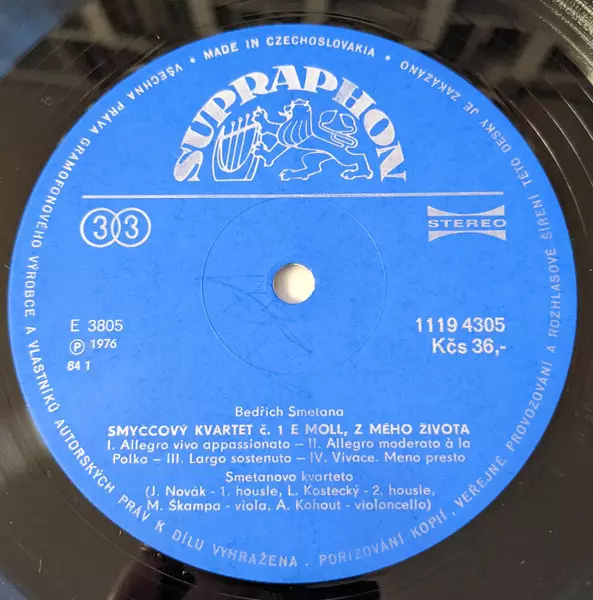 VŠECHNA PRÁVA GRAMOFONOVÉHO VÝROBCE A VLASTNÍKŮ AUTORSKÝCH PRÁV K DÍLU VYHRAŽENA. POŘIZOVÁNÍ KOPIÍ, VEŘEJNÉ PROVOZOVÁNÍ A ROZHLASOVÉ ŠÍŘENÍ TÉTO DESKY JE ZAKÁZÁNO
• MADE IN CZECHOSLOVAKIA •
SUPRAPHON
33
STEREO
E 3805
Ⓟ 1976
84 1
1119 4305
Kčs 36,-
Bedřich Smetana
SMYČCOVÝ KVARTET č. 1 E MOLL, Z MÉHO ŽIVOTA
I. Allegro vivo appassionato – II. Allegro moderato à la
Polka – III. Largo sostenuto – IV. Vivace. Meno presto
Smetanovo kvarteto
(J. Novák - 1. housle, L. Kostecký - 2. housle,
M. Škampa - viola, A. Kohout - violoncello)